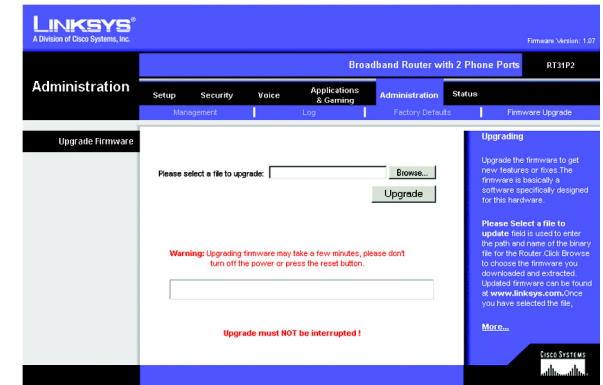 LINKSYS®
A Division of Cisco Systems, Inc.
Firmware Version: 1.07
Broadband Router with 2 Phone Ports
RT31P2
Administration
Setup
Security
Voice
Applications & Gaming
Administration
Status
Management
Log
Factory Defaults
Firmware Upgrade
Upgrade Firmware
Please select a file to upgrade:
Browse...
Upgrade
Warning: Upgrading firmware may take a few minutes, please don't
turn off the power or press the reset button.
Upgrade must NOT be interrupted !
Upgrading
Upgrade the firmware to get
new features or fixes.The
firmware is basically a
software specifically designed
for this hardware.
Please Select a file to
update field is used to enter
the path and name of the binary
file for the Router.Click Browse
to choose the firmware you
downloaded and extracted.
Updated firmware can be found
at www.linksys.com.Once
you have selected the file,
More...
CISCO SYSTEMS